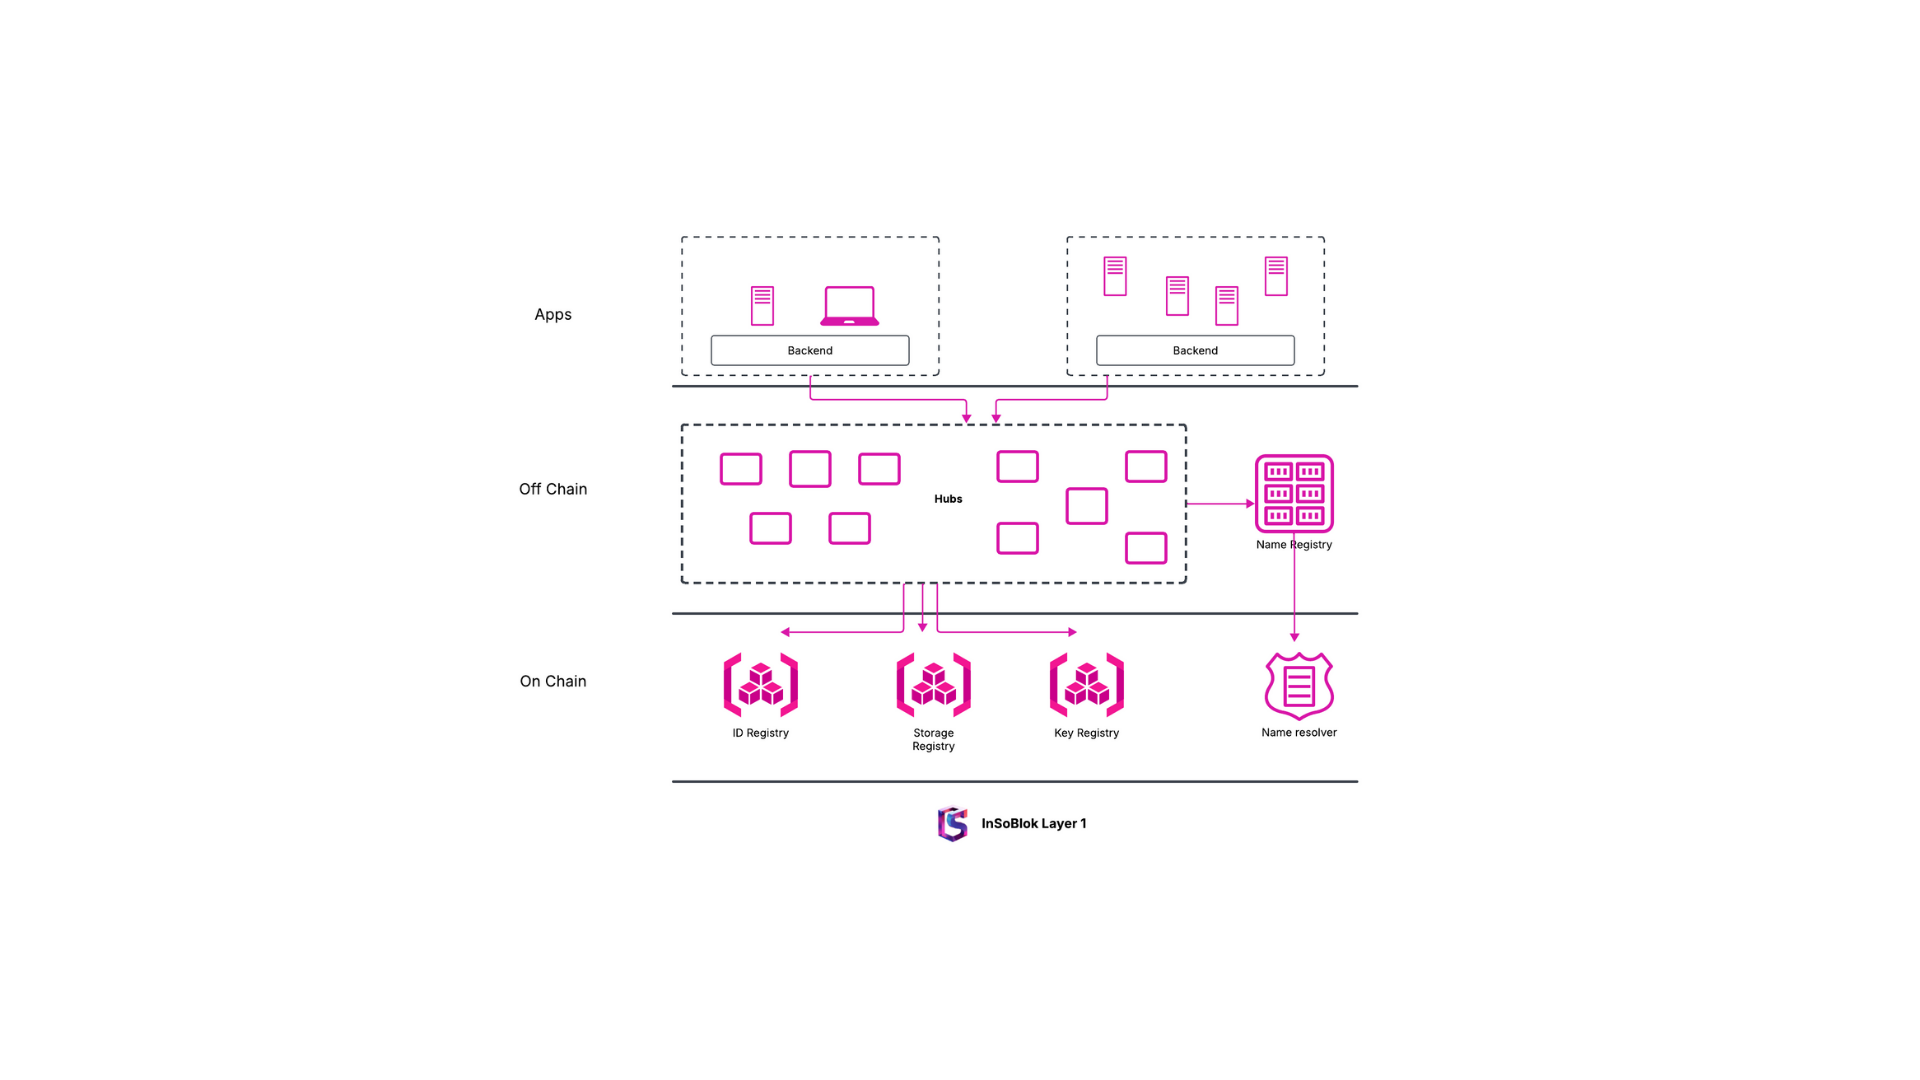 Apps
Backend
Backend
Off Chain
Hubs
Name Registry
On Chain
ID Registry
Storage
Registry
Key Registry
Name resolver
InSoBlok Layer 1